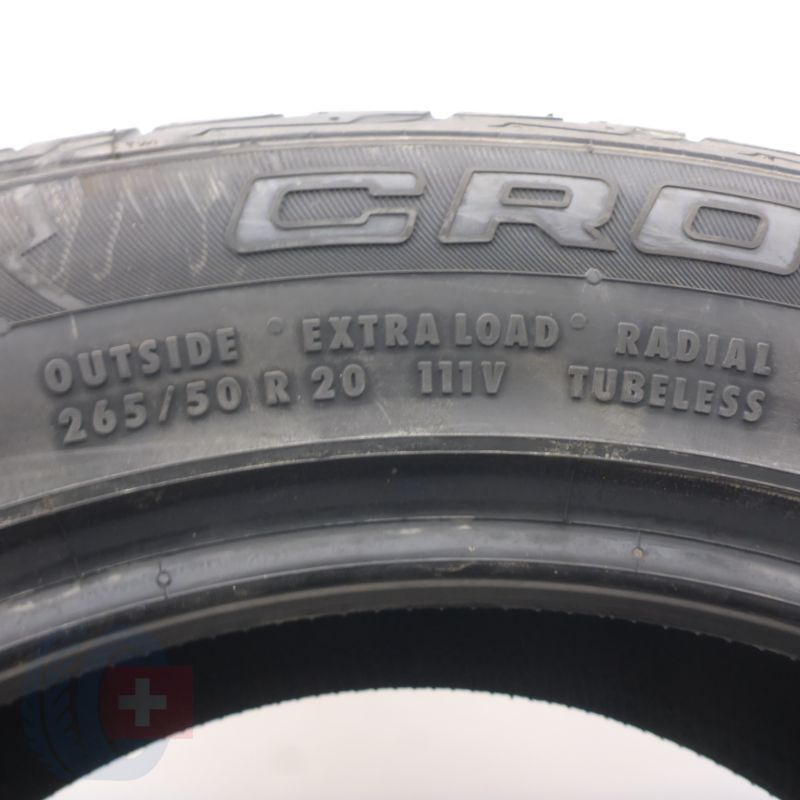 CRO
OUTSIDE EXTRA LOAD RADIAL
265/50 R 20 111V TUBELESS